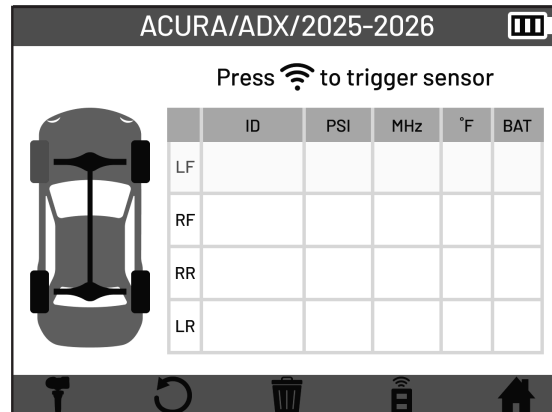 ACURA/ADX/2025-2026
Press to trigger sensor
ID PSI MHz °F BAT
LF
RF
RR
LR